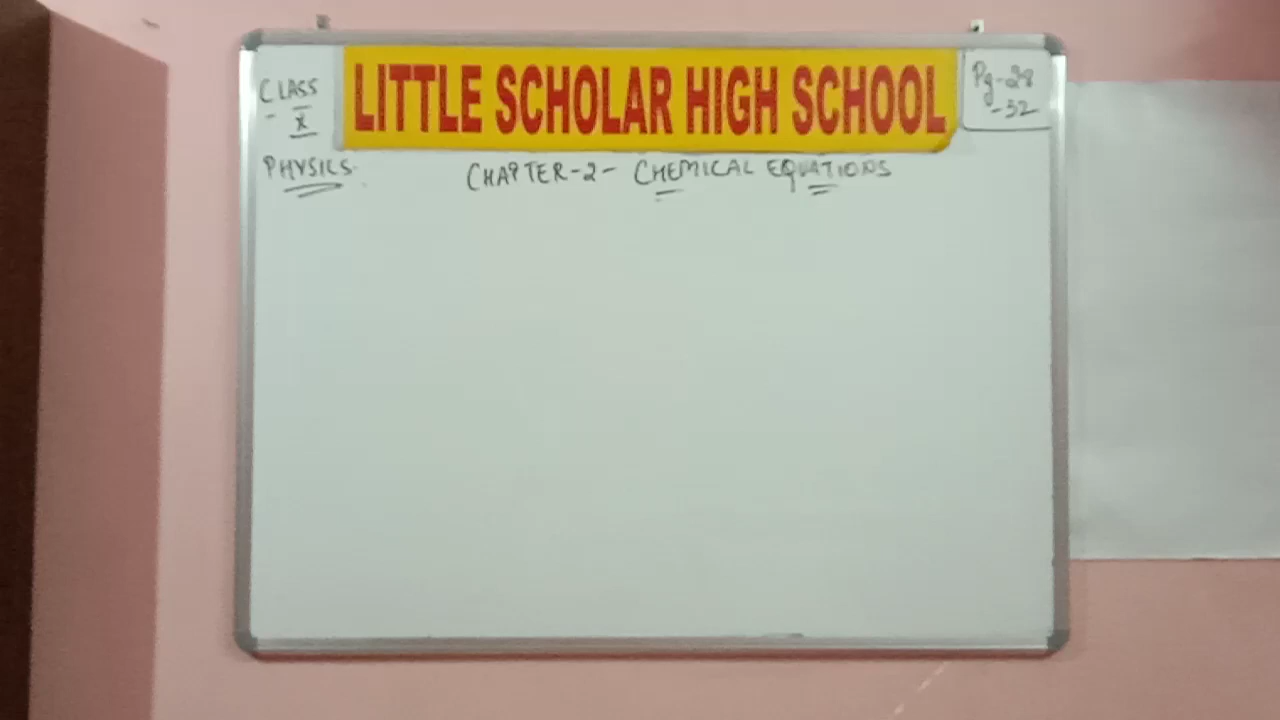 LITTLE SCHOLAR HIGH SCHOOL
CLASS
- X
Pg-28
-32
PHYSICS.
CHAPTER-2- CHEMICAL EQUATIONS